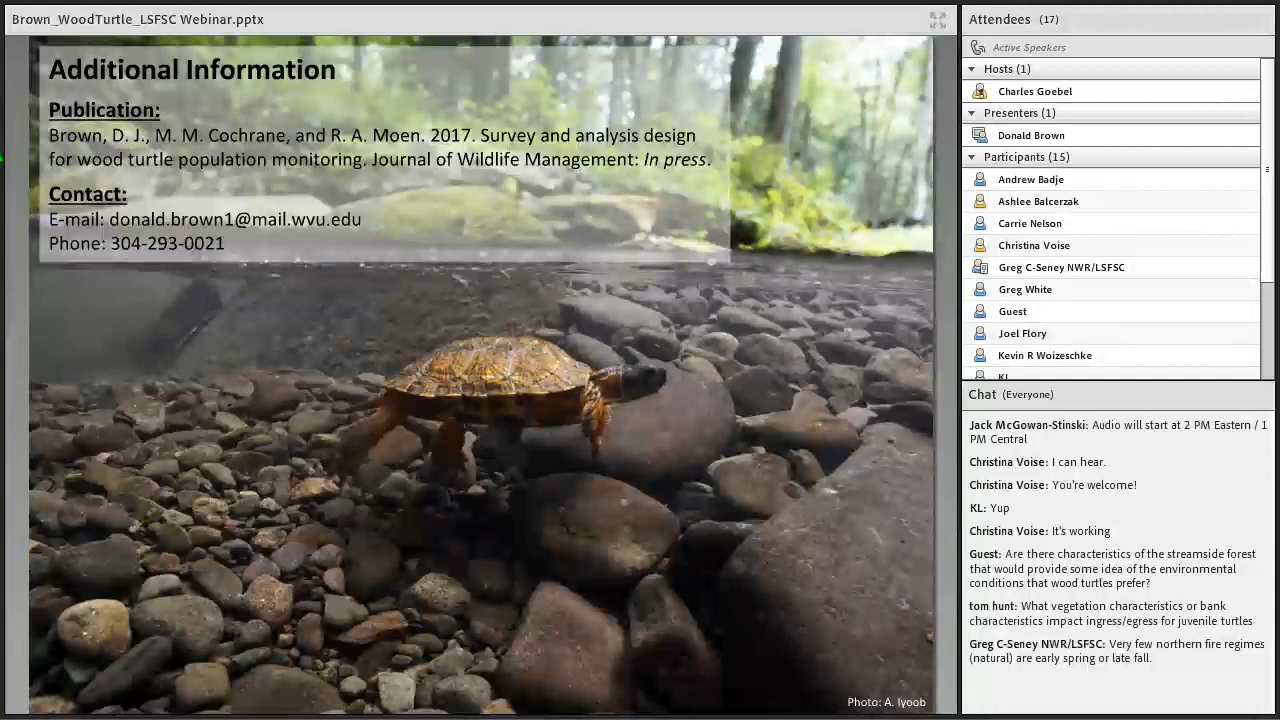 Brown_WoodTurtle_LSFSC Webinar.pptx
Additional Information
Publication:
Brown, D. J., M. M. Cochrane, and R. A. Moen. 2017. Survey and analysis design
for wood turtle population monitoring. Journal of Wildlife Management: In press.
Contact:
E-mail: donald.brown1@mail.wvu.edu
Phone: 304-293-0021
Photo: A. Iyoob
Attendees (17)
Active Speakers
Hosts (1)
Charles Goebel
Presenters (1)
Donald Brown
Participants (15)
Andrew Badje
Ashlee Balcerzak
Carrie Nelson
Christina Voise
Greg C-Seney NWR/LSFSC
Greg White
Guest
Joel Flory
Kevin R Woizeschke
KL
Chat (Everyone)
Jack McGowan-Stinski: Audio will start at 2 PM Eastern / 1
PM Central
Christina Voise: I can hear.
Christina Voise: You're welcome!
KL: Yup
Christina Voise: It's working
Guest: Are there characteristics of the streamside forest
that would provide some idea of the environmental
conditions that wood turtles prefer?
tom hunt: What vegetation characteristics or bank
characteristics impact ingress/egress for juvenile turtles
Greg C-Seney NWR/LSFSC: Very few northern fire regimes
(natural) are early spring or late fall.